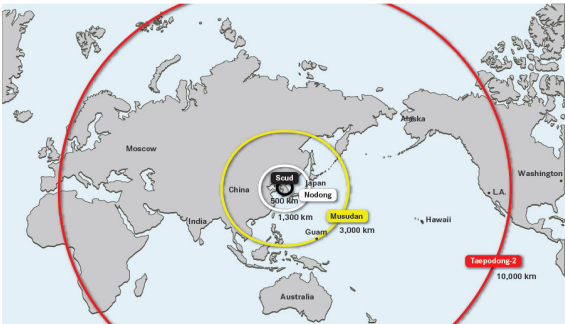 Alaska
Moscow
Washington
Scud
Japan
China
L.A.
Nodong
500 km
Musudan
1,300 km
India
Hawaii
Guam
3,000 km
Taepodong-2
10,000 km
Australia